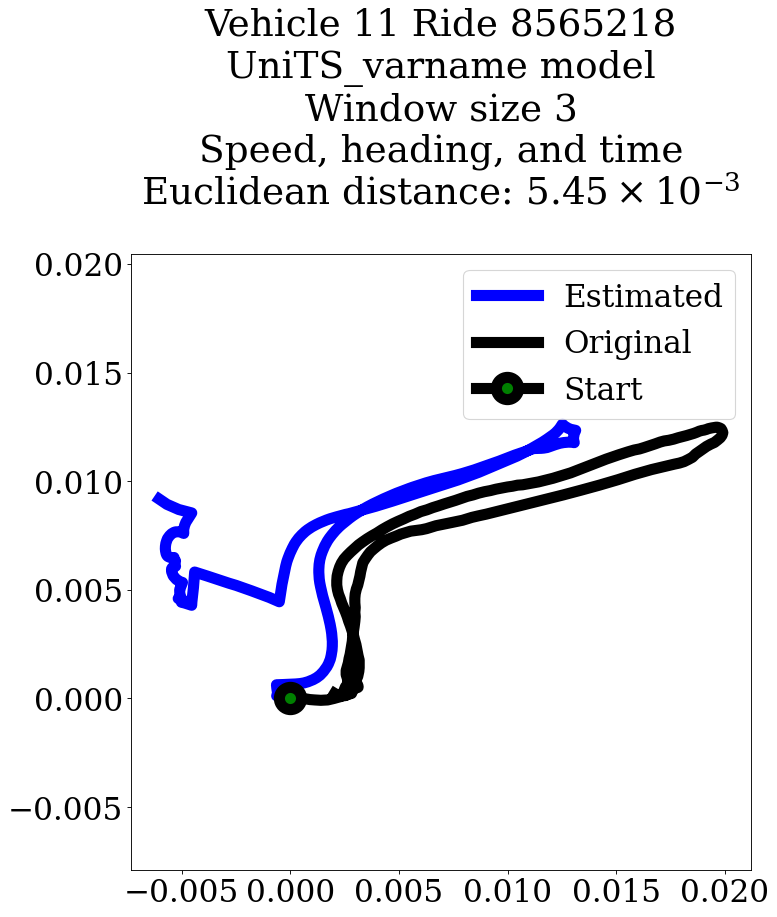 Vehicle 11 Ride 8565218
UniTS_varname model
Window size 3
Speed, heading, and time
Euclidean distance: 5.45 × 10⁻³
0.020
Estimated
0.015
Original
Start
0.010
0.005
0.000
−0.005
−0.005 0.000 0.005 0.010 0.015 0.020